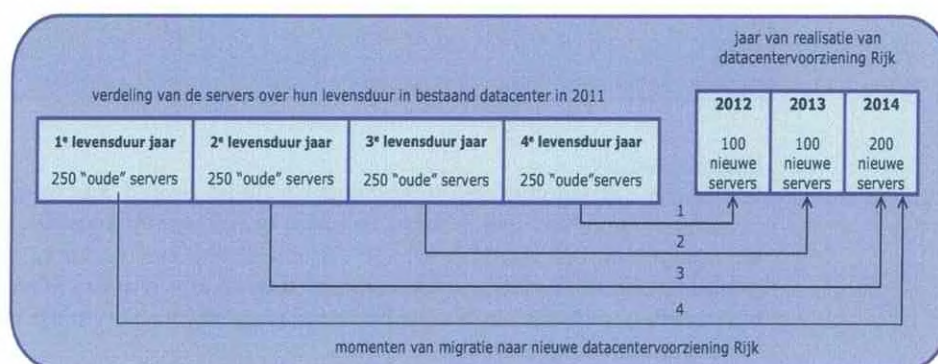 jaar van realisatie van
datacentervoorziening Rijk
verdeling van de servers over hun levensduur in bestaand datacenter in 2011
1e levensduur jaar
250 "oude" servers
2e levensduur jaar
250 "oude" servers
3e levensduur jaar
250 "oude" servers
4e levensduur jaar
250 "oude"servers
2012
100
nieuwe
servers
2013
100
nieuwe
servers
2014
200
nieuwe
servers
1
2
3
4
momenten van migratie naar nieuwe datacentervoorziening Rijk